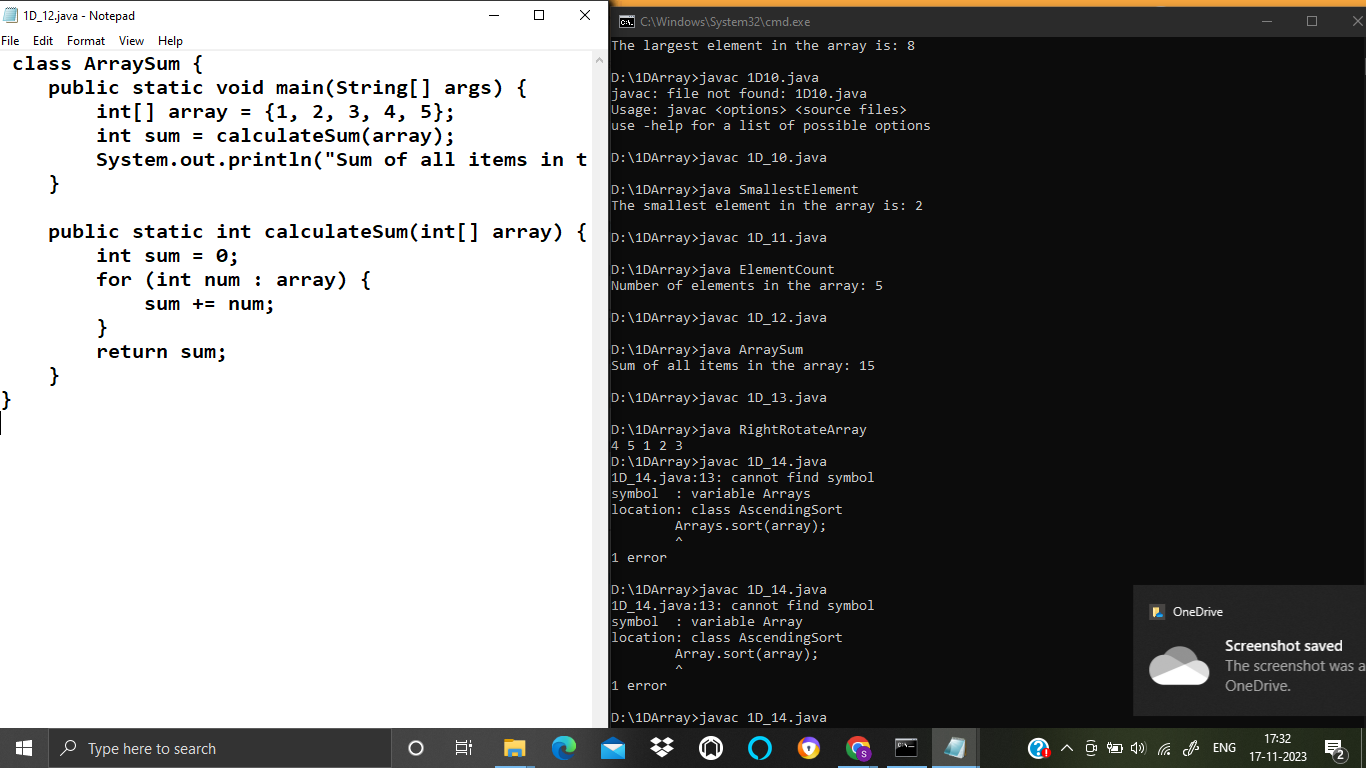 1D_12.java - Notepad
File Edit Format View Help
class ArraySum {
public static void main(String[] args) {
int[] array = {1, 2, 3, 4, 5};
int sum = calculateSum(array);
System.out.println("Sum of all items in t
}
public static int calculateSum(int[] array) {
int sum = 0;
for (int num : array) {
sum += num;
}
return sum;
}
}
C:\Windows\System32\cmd.exe
The largest element in the array is: 8
D:\1DArray>javac 1D10.java
javac: file not found: 1D10.java
Usage: javac <options> <source files>
use -help for a list of possible options
D:\1DArray>javac 1D_10.java
D:\1DArray>java SmallestElement
The smallest element in the array is: 2
D:\1DArray>javac 1D_11.java
D:\1DArray>java ElementCount
Number of elements in the array: 5
D:\1DArray>javac 1D_12.java
D:\1DArray>java ArraySum
Sum of all items in the array: 15
D:\1DArray>javac 1D_13.java
D:\1DArray>java RightRotateArray
4 5 1 2 3
D:\1DArray>javac 1D_14.java
1D_14.java:13: cannot find symbol
symbol  : variable Arrays
location: class AscendingSort
Arrays.sort(array);
^
1 error
D:\1DArray>javac 1D_14.java
1D_14.java:13: cannot find symbol
symbol  : variable Array
location: class AscendingSort
Array.sort(array);
^
1 error
D:\1DArray>javac 1D_14.java
OneDrive
Screenshot saved
The screenshot was a
OneDrive.
Type here to search
ENG
17:32
17-11-2023
2